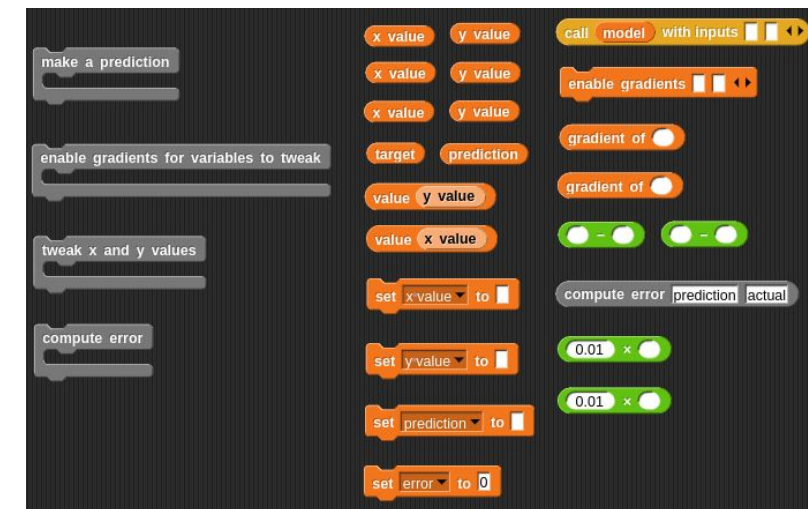 make a prediction
enable gradients for variables to tweak
tweak x and y values
compute error
x value y value
x value y value
x value y value
target prediction
value y value
value x value
set x value to
set y value to
set prediction to
set error to 0
call model with inputs
enable gradients
gradient of
gradient of
− −
compute error prediction actual
0.01 ×
0.01 ×